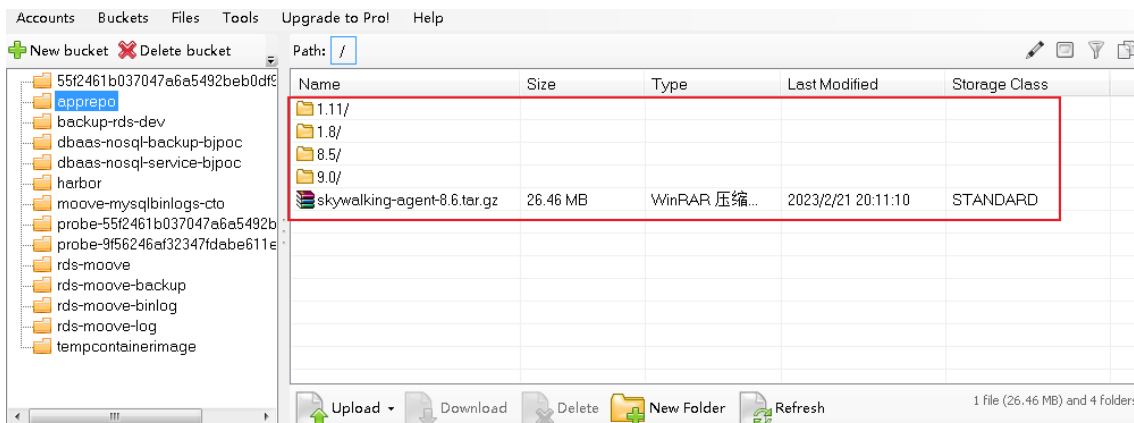 Accounts Buckets Files Tools Upgrade to Pro! Help
New bucket Delete bucket
Path: /
55f2461b037047a6a5492beb0df9
apprepo
backup-rds-dev
dbaas-nosql-backup-bjpoc
dbaas-nosql-service-bjpoc
harbor
moove-mysqlbinlogs-cto
probe-55f2461b037047a6a5492b
probe-9f56246af32347fdabe611e
rds-moove
rds-moove-backup
rds-moove-binlog
rds-moove-log
tempcontainerimage
Name Size Type Last Modified Storage Class
1.11/
1.8/
8.5/
9.0/
skywalking-agent-8.6.tar.gz 26.46 MB WinRAR 压缩... 2023/2/21 20:11:10 STANDARD
Upload Download Delete New Folder Refresh 1 file (26.46 MB) and 4 folders